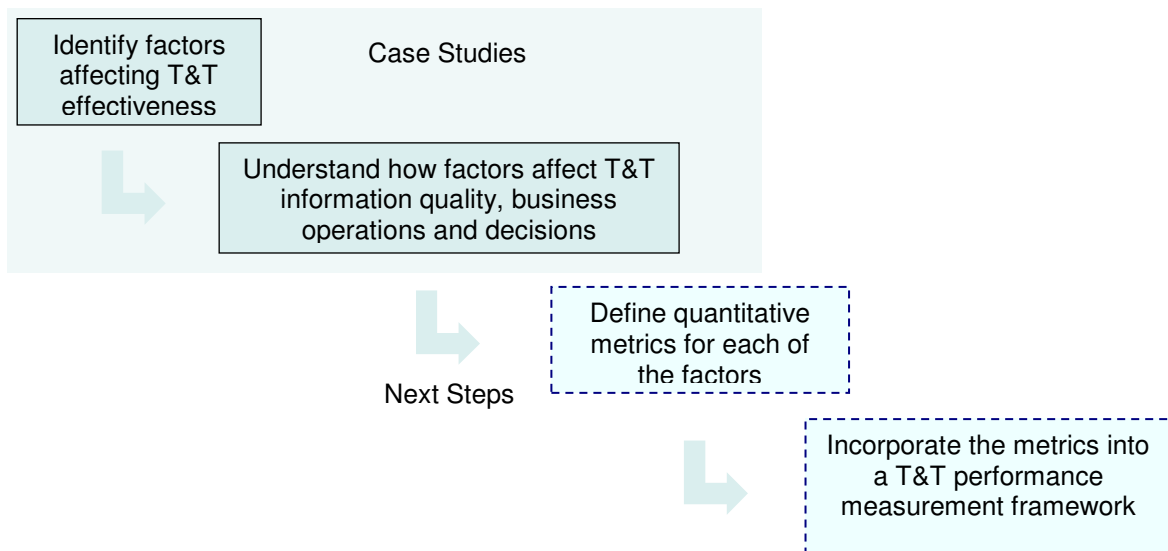 Identify factors
affecting T&T
effectiveness
Case Studies
Understand how factors affect T&T
information quality, business
operations and decisions
Define quantitative
metrics for each of
the factors
Next Steps
Incorporate the metrics into
a T&T performance
measurement framework